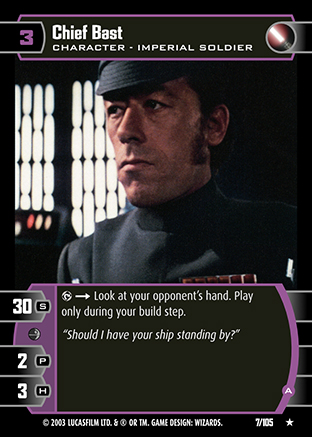 3
Chief Bast
CHARACTER - IMPERIAL SOLDIER
30 S
→ Look at your opponent's hand. Play
only during your build step.
"Should I have your ship standing by?"
2 P
3 H
A
© 2003 LUCASFILM LTD. & ® OR TM. GAME DESIGN: WIZARDS.
7/105